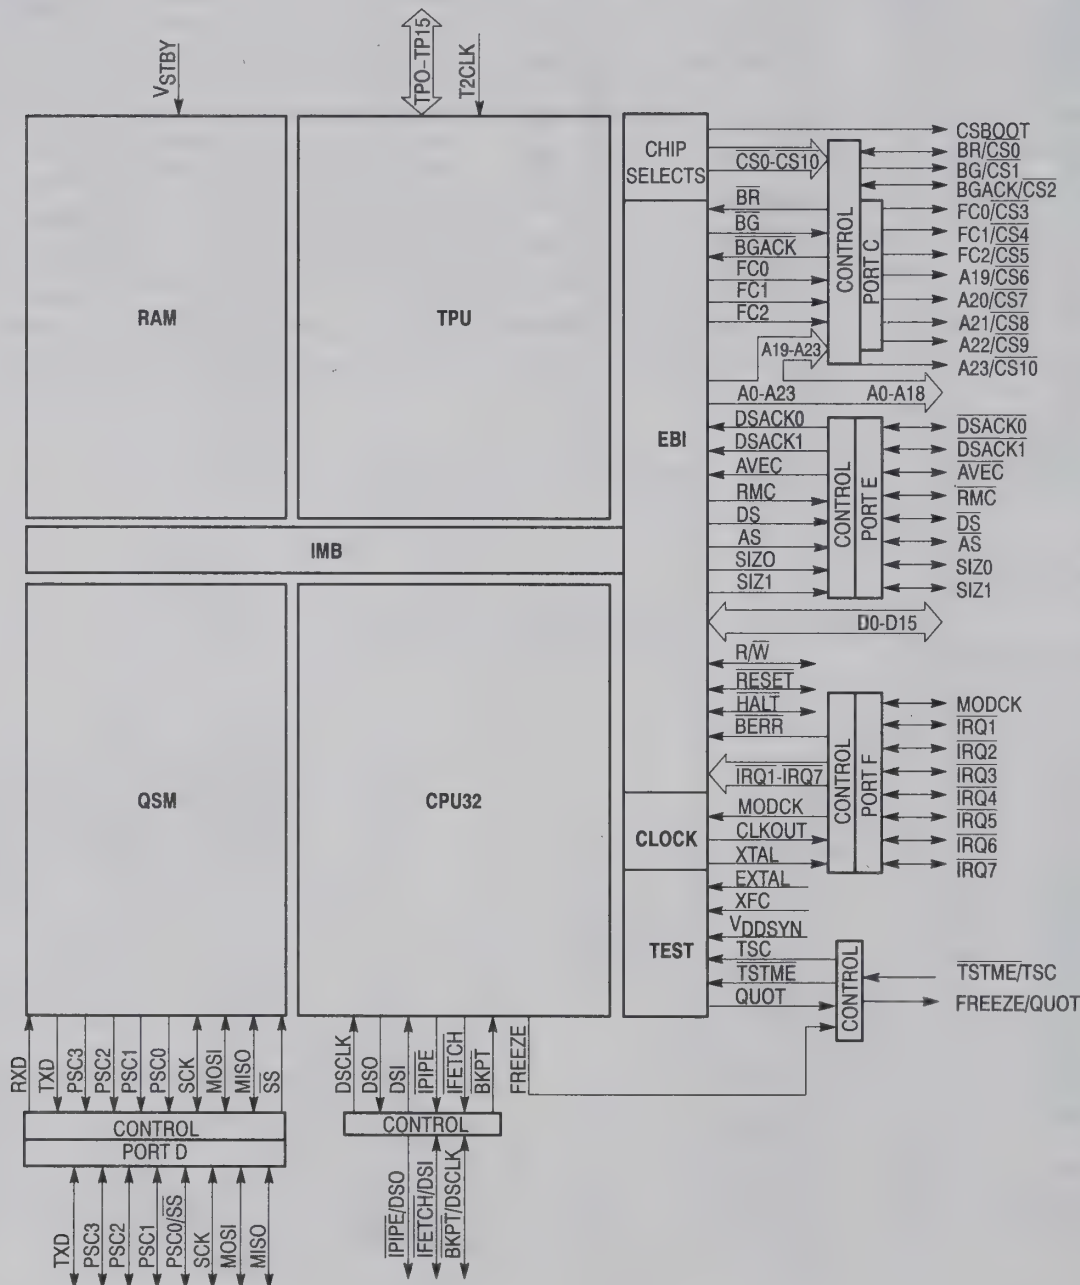 VSTBY
TPO–TP15
T2CLK
RAM
TPU
CHIP
SELECTS
CS0-CS10
BR
BG
BGACK
FC0
FC1
FC2
A19-A23
A0-A23
A0-A18
CONTROL
PORT C
CSBOOT
BR/CS0
BG/CS1
BGACK/CS2
FC0/CS3
FC1/CS4
FC2/CS5
A19/CS6
A20/CS7
A21/CS8
A22/CS9
A23/CS10
EBI
DSACK0
DSACK1
AVEC
RMC
DS
AS
SIZO
SIZ1
CONTROL
PORT E
DSACK0
DSACK1
AVEC
RMC
DS
AS
SIZ0
SIZ1
IMB
D0-D15
R/W
RESET
HALT
BERR
IRQ1-IRQ7
CONTROL
PORT F
MODCK
IRQ1
IRQ2
IRQ3
IRQ4
IRQ5
IRQ6
IRQ7
QSM
CPU32
CLOCK
MODCK
CLKOUT
XTAL
EXTAL
XFC
VDDSYN
TEST
TSC
TSTME
QUOT
CONTROL
TSTME/TSC
FREEZE/QUOT
RXD
TXD
PSC3
PSC2
PSC1
PSC0
SCK
MOSI
MISO
SS
DSCLK
DSO
DSI
IPIPE
IFETCH
BKPT
FREEZE
CONTROL
PORT D
CONTROL
TXD
PSC3
PSC2
PSC1
PSC0/SS
SCK
MOSI
MISO
IPIPE/DSO
IFETCH/DSI
BKPT/DSCLK